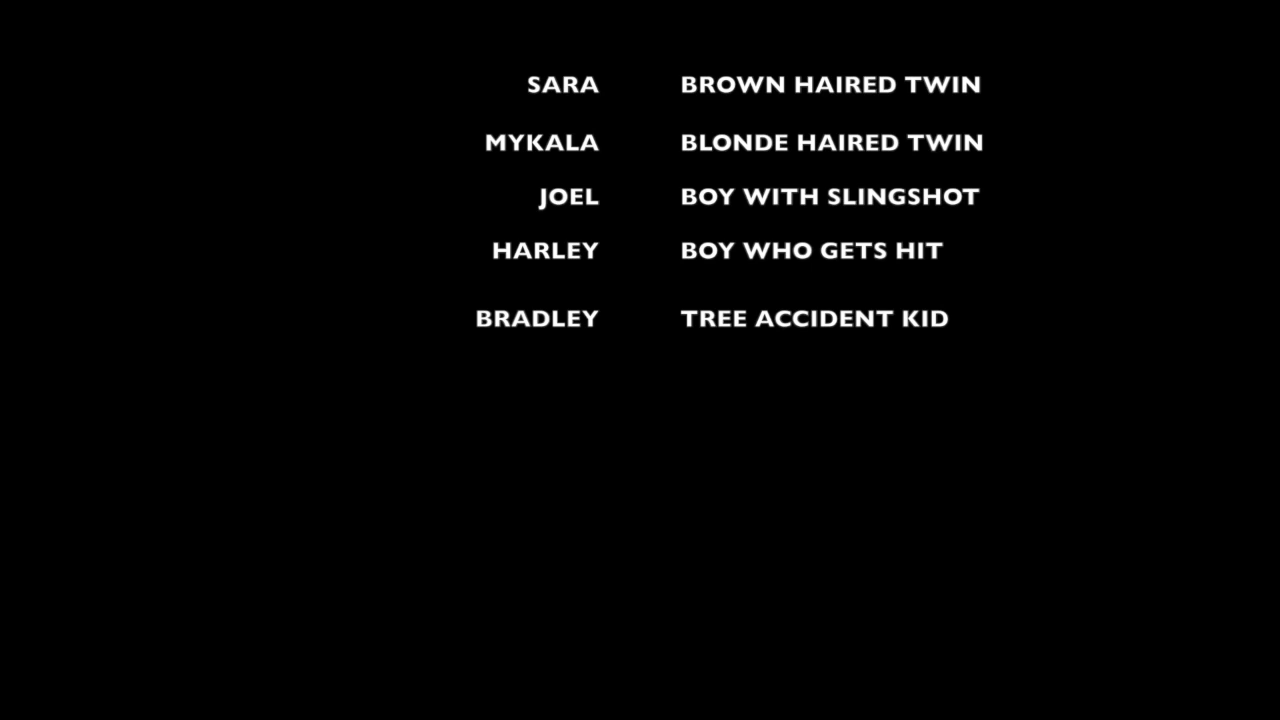 SARA BROWN HAIRED TWIN
MYKALA BLONDE HAIRED TWIN
JOEL BOY WITH SLINGSHOT
HARLEY BOY WHO GETS HIT
BRADLEY TREE ACCIDENT KID